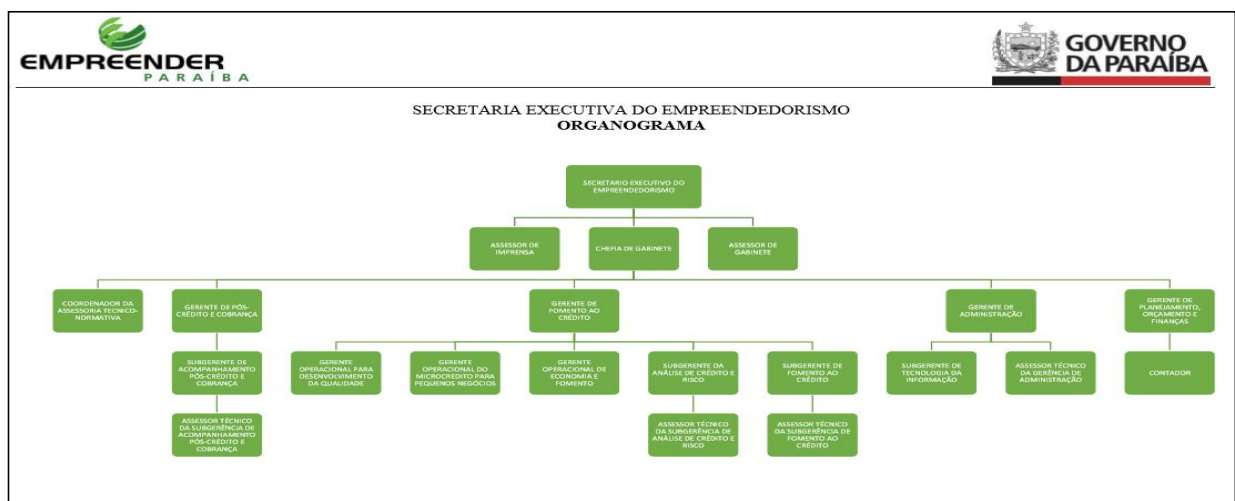 EMPREENDER
PARAÍBA
GOVERNO
DA PARAÍBA
SECRETARIA EXECUTIVA DO EMPREENDEDORISMO
ORGANOGRAMA
SECRETARIO EXECUTIVO DO
EMPREENDEDORISMO
ASSESSOR DE
IMPRENSA
CHEFIA DE GABINETE
ASSESSOR DE
GABINETE
COORDENADOR DA
ASSESSORIA TECNICO-
NORMATIVA
GERENTE DE PÓS-
CRÉDITO E COBRANÇA
GERENTE DE
FOMENTO AO
CRÉDITO
GERENTE DE
ADMINISTRAÇÃO
GERENTE DE
PLANEJAMENTO,
ORÇAMENTO E
FINANÇAS
SUBGERENTE DE
ACOMPANHAMENTO
PÓS-CRÉDITO E
COBRANÇA
GERENTE
OPERACIONAL PARA
DESENVOLVIMENTO
DA QUALIDADE
GERENTE
OPERACIONAL DO
MICROCREDITO PARA
PEQUENOS NEGÓCIOS
GERENTE
OPERACIONAL DE
ECONOMIA E
FOMENTO
SUBGERENTE DA
ANÁLISE DE CRÉDITO E
RISCO
SUBGERENTE DE
FOMENTO AO
CRÉDITO
SUBGERENTE DE
TECNOLOGIA DA
INFORMAÇÃO
ASSESSOR TÉCNICO
DA GERÊNCIA DE
ADMINISTRAÇÃO
CONTADOR
ASSESSOR TÉCNICO
DA SUBGERÊNCIA DE
ACOMPANHAMENTO
PÓS-CRÉDITO E
COBRANÇA
ASSESSOR TÉCNICO
DA SUBGERÊNCIA DE
ANÁLISE DE CRÉDITO E
RISCO
ASSESSOR TÉCNICO
DA SUBGERÊNCIA DE
FOMENTO AO
CRÉDITO